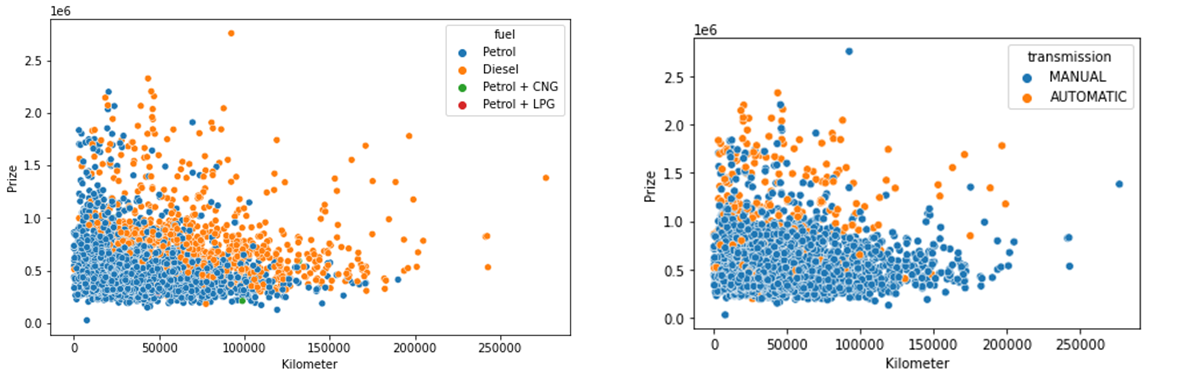 1e6
fuel
Petrol
Diesel
Petrol + CNG
Petrol + LPG
2.5
2.0
1.5
1.0
0.5
0.0
Prize
0 50000 100000 150000 200000 250000
Kilometer
1e6
transmission
MANUAL
AUTOMATIC
2.5
2.0
1.5
1.0
0.5
0.0
Prize
0 50000 100000 150000 200000 250000
Kilometer